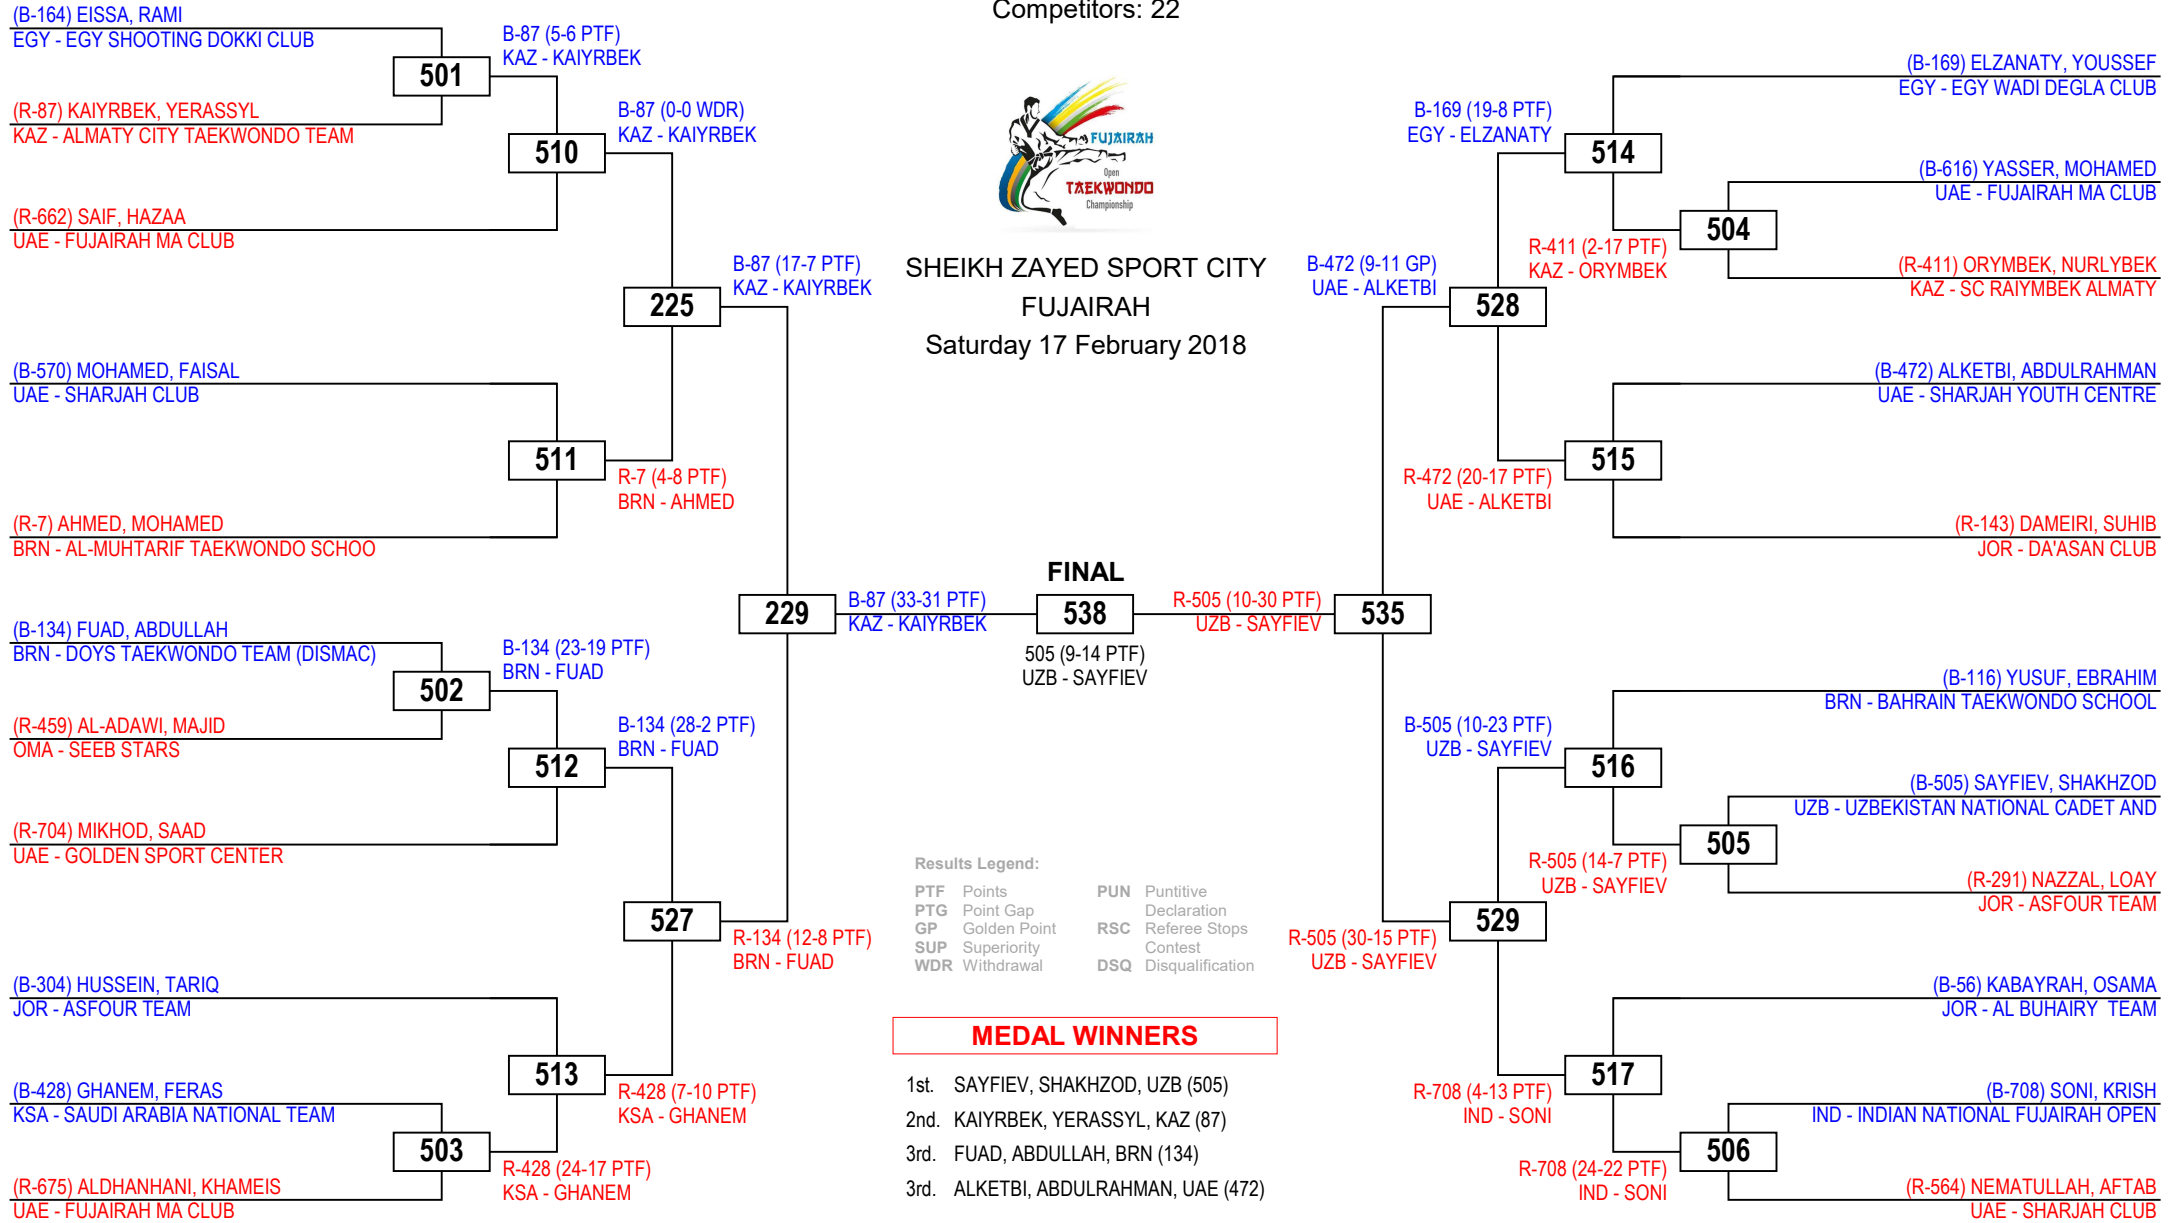 Competitors: 22
(B-164) EISSA, RAMI
EGY - EGY SHOOTING DOKKI CLUB
501
B-87 (5-6 PTF)
KAZ - KAIYRBEK
(R-87) KAIYRBEK, YERASSYL
KAZ - ALMATY CITY TAEKWONDO TEAM
510
B-87 (0-0 WDR)
KAZ - KAIYRBEK
(R-662) SAIF, HAZAA
UAE - FUJAIRAH MA CLUB
225
B-87 (17-7 PTF)
KAZ - KAIYRBEK
(B-570) MOHAMED, FAISAL
UAE - SHARJAH CLUB
511
R-7 (4-8 PTF)
BRN - AHMED
(R-7) AHMED, MOHAMED
BRN - AL-MUHTARIF TAEKWONDO SCHOO
229
B-87 (33-31 PTF)
KAZ - KAIYRBEK
(B-134) FUAD, ABDULLAH
BRN - DOYS TAEKWONDO TEAM (DISMAC)
502
B-134 (23-19 PTF)
BRN - FUAD
(R-459) AL-ADAWI, MAJID
OMA - SEEB STARS
512
B-134 (28-2 PTF)
BRN - FUAD
(R-704) MIKHOD, SAAD
UAE - GOLDEN SPORT CENTER
527
R-134 (12-8 PTF)
BRN - FUAD
(B-304) HUSSEIN, TARIQ
JOR - ASFOUR TEAM
513
R-428 (7-10 PTF)
KSA - GHANEM
(B-428) GHANEM, FERAS
KSA - SAUDI ARABIA NATIONAL TEAM
503
R-428 (24-17 PTF)
KSA - GHANEM
(R-675) ALDHANHANI, KHAMEIS
UAE - FUJAIRAH MA CLUB
FUJAIRAH
Open
TAEKWONDO
Championship
SHEIKH ZAYED SPORT CITY
FUJAIRAH
Saturday 17 February 2018
FINAL
538
505 (9-14 PTF)
UZB - SAYFIEV
Results Legend:
PTF Points
PTG Point Gap
GP Golden Point
SUP Superiority
WDR Withdrawal
PUN Puntitive
Declaration
RSC Referee Stops
Contest
DSQ Disqualification
MEDAL WINNERS
1st. SAYFIEV, SHAKHZOD, UZB (505)
2nd. KAIYRBEK, YERASSYL, KAZ (87)
3rd. FUAD, ABDULLAH, BRN (134)
3rd. ALKETBI, ABDULRAHMAN, UAE (472)
(B-169) ELZANATY, YOUSSEF
EGY - EGY WADI DEGLA CLUB
B-169 (19-8 PTF)
EGY - ELZANATY
514
(B-616) YASSER, MOHAMED
UAE - FUJAIRAH MA CLUB
504
R-411 (2-17 PTF)
KAZ - ORYMBEK
(R-411) ORYMBEK, NURLYBEK
KAZ - SC RAIYMBEK ALMATY
B-472 (9-11 GP)
UAE - ALKETBI
528
(B-472) ALKETBI, ABDULRAHMAN
UAE - SHARJAH YOUTH CENTRE
515
R-472 (20-17 PTF)
UAE - ALKETBI
(R-143) DAMEIRI, SUHIB
JOR - DA'ASAN CLUB
R-505 (10-30 PTF)
UZB - SAYFIEV
535
(B-116) YUSUF, EBRAHIM
BRN - BAHRAIN TAEKWONDO SCHOOL
B-505 (10-23 PTF)
UZB - SAYFIEV
516
(B-505) SAYFIEV, SHAKHZOD
UZB - UZBEKISTAN NATIONAL CADET AND
505
R-505 (14-7 PTF)
UZB - SAYFIEV
(R-291) NAZZAL, LOAY
JOR - ASFOUR TEAM
529
R-505 (30-15 PTF)
UZB - SAYFIEV
(B-56) KABAYRAH, OSAMA
JOR - AL BUHAIRY TEAM
517
R-708 (4-13 PTF)
IND - SONI
(B-708) SONI, KRISH
IND - INDIAN NATIONAL FUJAIRAH OPEN
506
R-708 (24-22 PTF)
IND - SONI
(R-564) NEMATULLAH, AFTAB
UAE - SHARJAH CLUB